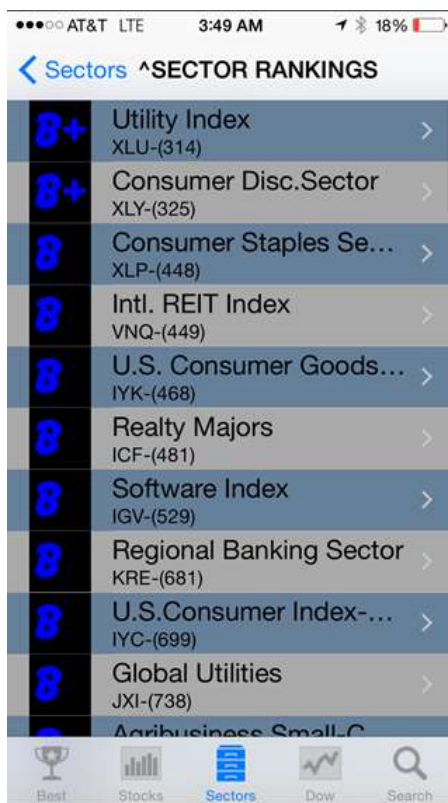 AT&T LTE 3:49 AM 18%
Sectors ^SECTOR RANKINGS
B+ Utility Index
XLU-(314)
B+ Consumer Disc.Sector
XLY-(325)
B Consumer Staples Se...
XLP-(448)
B Intl. REIT Index
VNQ-(449)
B U.S. Consumer Goods...
IYK-(468)
B Realty Majors
ICF-(481)
B Software Index
IGV-(529)
B Regional Banking Sector
KRE-(681)
B U.S.Consumer Index-...
IYC-(699)
B Global Utilities
JXI-(738)
Agribusiness Small-C
Best Stocks Sectors Dow Search